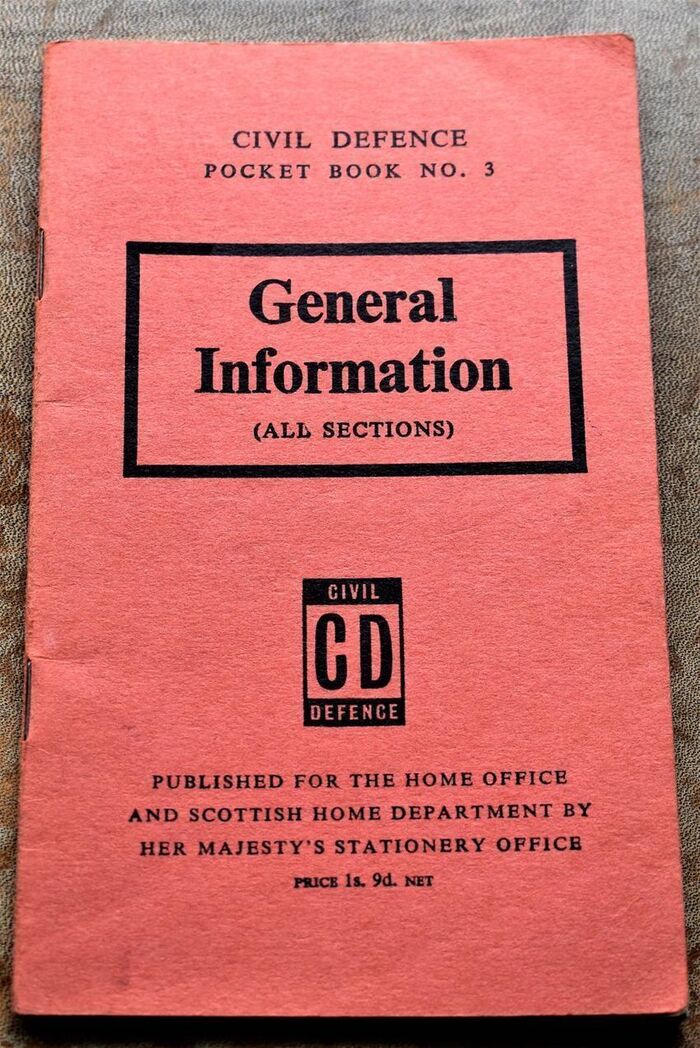 CIVIL DEFENCE
POCKET BOOK NO. 3
General
Information
(ALL SECTIONS)
CIVIL
CD
DEFENCE
PUBLISHED FOR THE HOME OFFICE
AND SCOTTISH HOME DEPARTMENT BY
HER MAJESTY'S STATIONERY OFFICE
PRICE 1s. 9d. NET